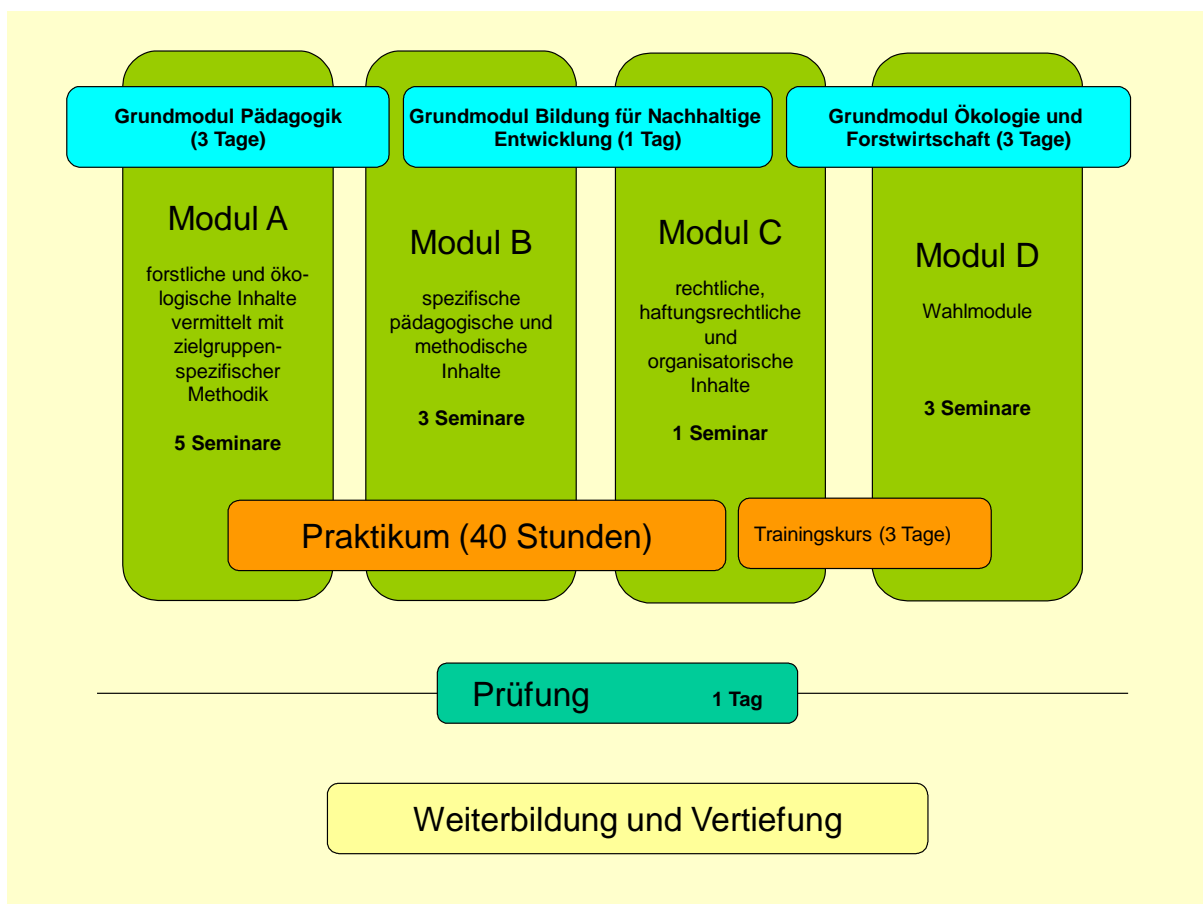 Grundmodul Pädagogik
(3 Tage)
Grundmodul Bildung für Nachhaltige
Entwicklung (1 Tag)
Grundmodul Ökologie und
Forstwirtschaft (3 Tage)
Modul A
forstliche und öko-
logische Inhalte
vermittelt mit
zielgruppen-
spezifischer
Methodik
5 Seminare
Modul B
spezifische
pädagogische und
methodische
Inhalte
3 Seminare
Modul C
rechtliche,
haftungsrechtliche
und
organisatorische
Inhalte
1 Seminar
Modul D
Wahlmodule
3 Seminare
Praktikum (40 Stunden)
Trainingskurs (3 Tage)
Prüfung 1 Tag
Weiterbildung und Vertiefung